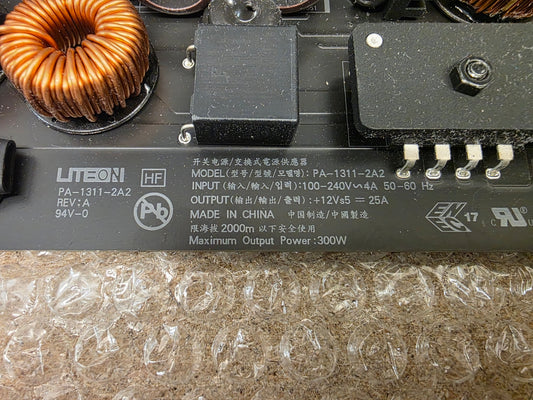 LITEON HF
PA-1311-2A2
REV:A
94V-0
Pb
开关电源/交換式電源供應器
MODEL(型号/型號/모델명): PA-1311-2A2
INPUT(输入/輸入/입력):100-240V~4A 50-60 Hz
OUTPUT(输出/輸出/출력):+12Vs5 = 25A
MADE IN CHINA 中国制造/中國製造
限海拔 2000m 以下安全使用
Maximum Output Power:300W
ENEC 17
c RU US